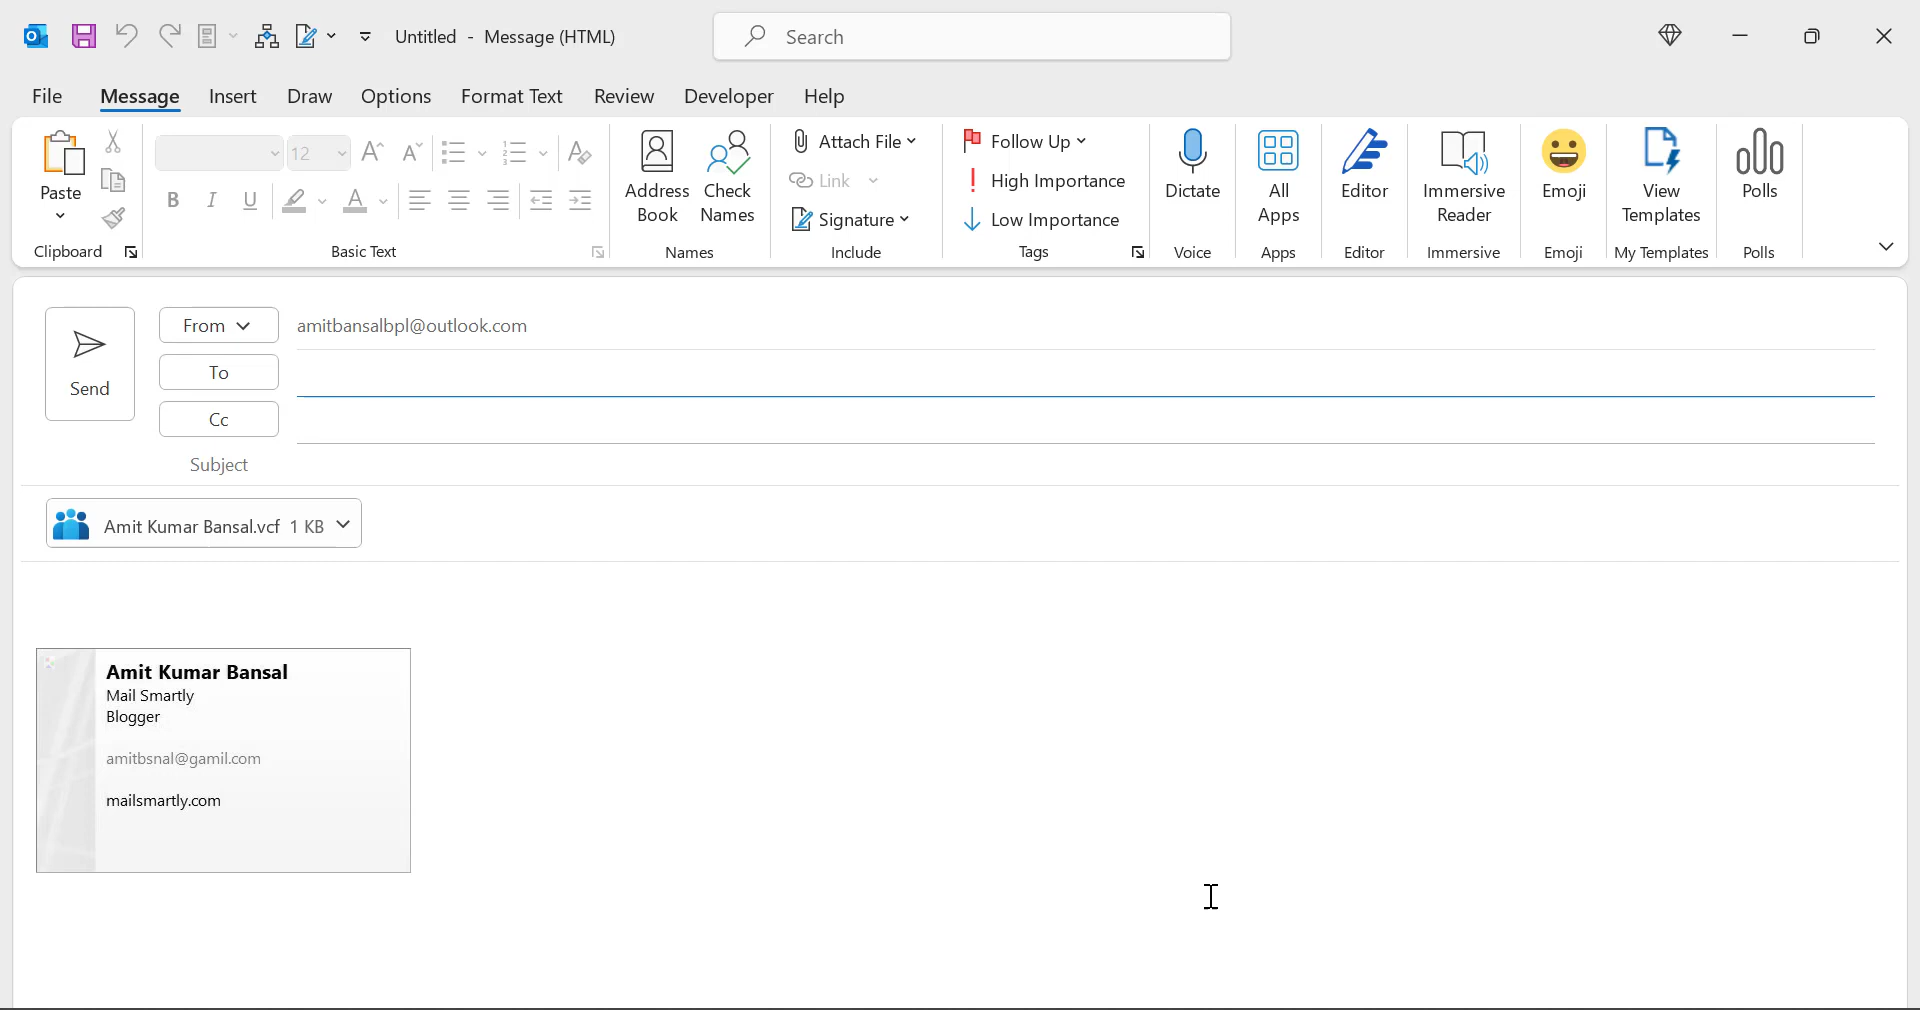 Untitled - Message (HTML)
Search
File Message Insert Draw Options Format Text Review Developer Help
Paste
Clipboard
12
B I U A
Basic Text
Address Book
Check Names
Names
Attach File
Link
Signature
Include
Follow Up
High Importance
Low Importance
Tags
Dictate
Voice
All Apps
Apps
Editor
Editor
Immersive Reader
Immersive
Emoji
Emoji
View Templates
My Templates
Polls
Polls
Send
From amitbansalbpl@outlook.com
To
Cc
Subject
Amit Kumar Bansal.vcf 1 KB
Amit Kumar Bansal
Mail Smartly
Blogger
amitbsnal@gamil.com
mailsmartly.com